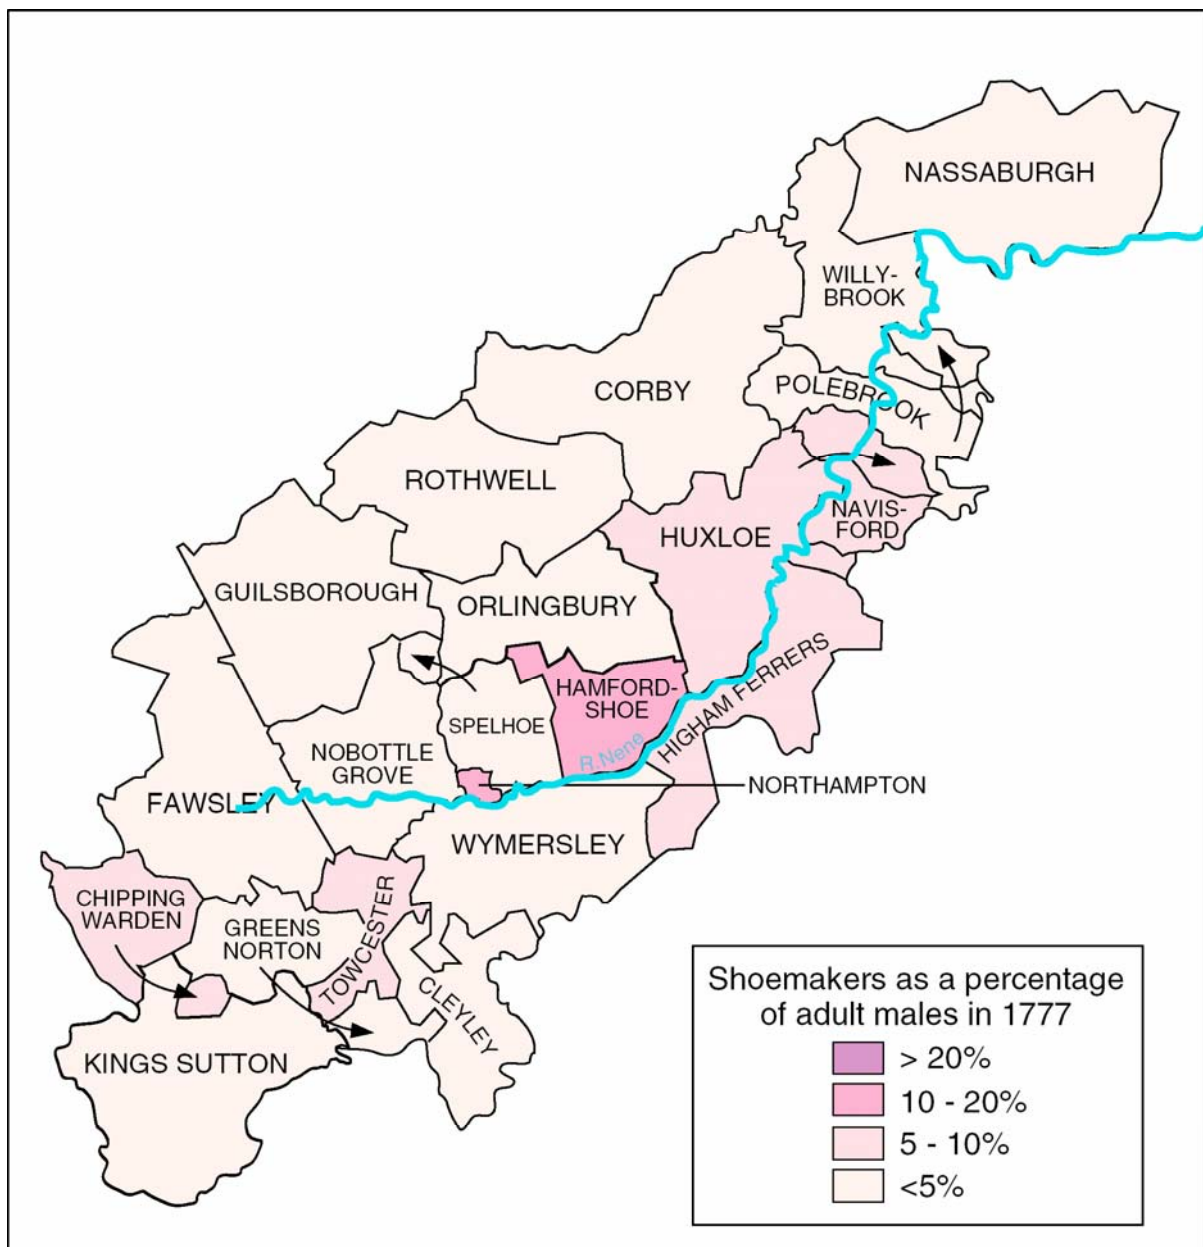 NASSABURGH
WILLY-
BROOK
CORBY
POLEBROOK
ROTHWELL
NAVIS-
FORD
HUXLOE
GUILSBOROUGH
ORLINGBURY
HAMFORD-
SHOE
HIGHAM FERRERS
SPELHOE
NOBOTTLE
GROVE
R.Nene
NORTHAMPTON
FAWSLEY
WYMERSLEY
CHIPPING
WARDEN
GREENS
NORTON
TOWCESTER
CLEYLEY
KINGS SUTTON
Shoemakers as a percentage
of adult males in 1777
> 20%
10 - 20%
5 - 10%
<5%